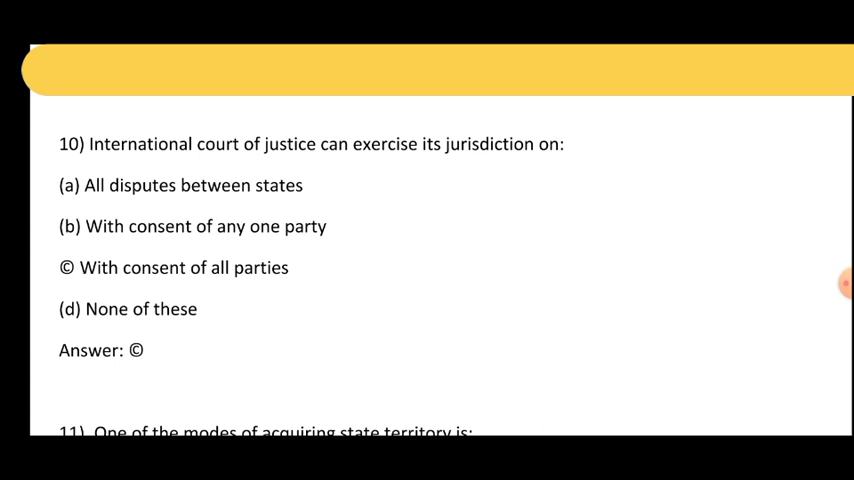 10) International court of justice can exercise its jurisdiction on:
(a) All disputes between states
(b) With consent of any one party
© With consent of all parties
(d) None of these
Answer: ©
11). One of the modes of acquiring state territory is: